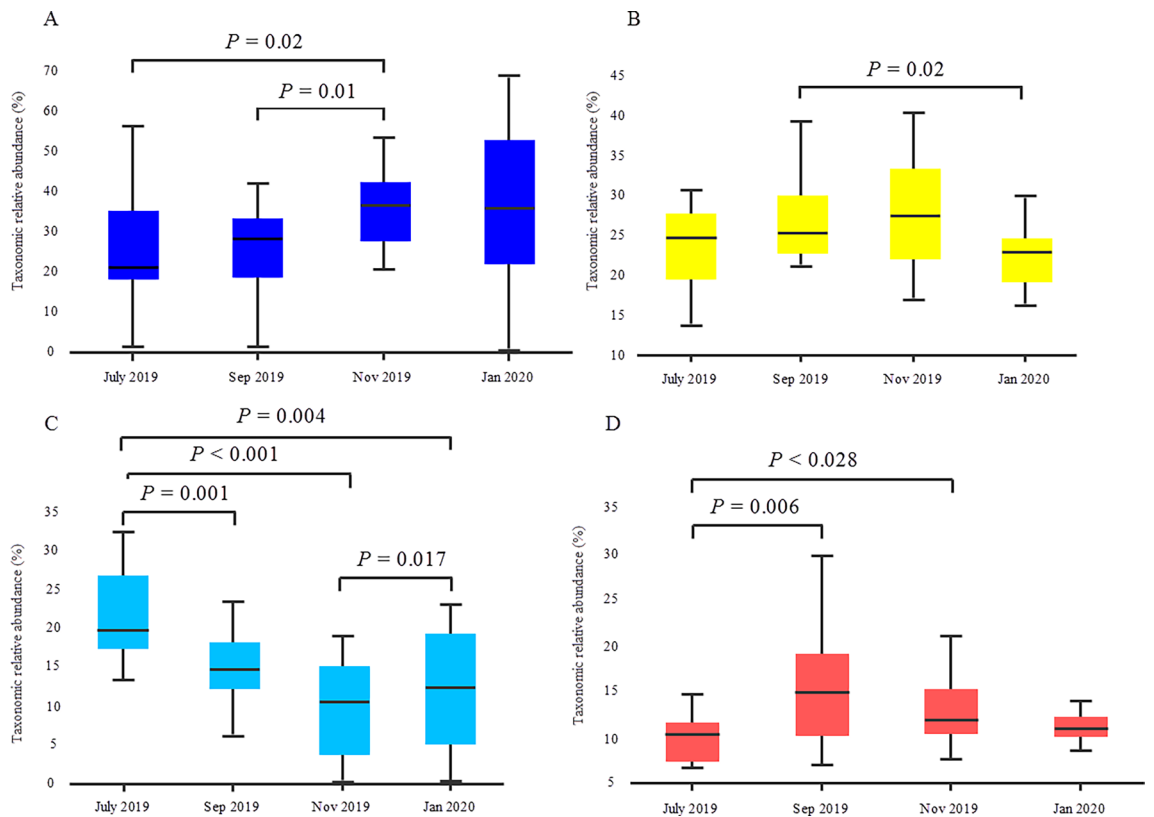 A
P = 0.02
P = 0.01
Taxonomic relative abundance (%)
70
60
50
40
30
20
10
0
July 2019 Sep 2019 Nov 2019 Jan 2020
B
P = 0.02
Taxonomic relative abundance (%)
45
40
35
30
25
20
15
10
July 2019 Sep 2019 Nov 2019 Jan 2020
C
P = 0.004
P < 0.001
P = 0.001
P = 0.017
Taxonomic relative abundance (%)
35
30
25
20
15
10
5
0
July 2019 Sep 2019 Nov 2019 Jan 2020
D
P < 0.028
P = 0.006
Taxonomic relative abundance (%)
35
30
25
20
15
10
5
July 2019 Sep 2019 Nov 2019 Jan 2020